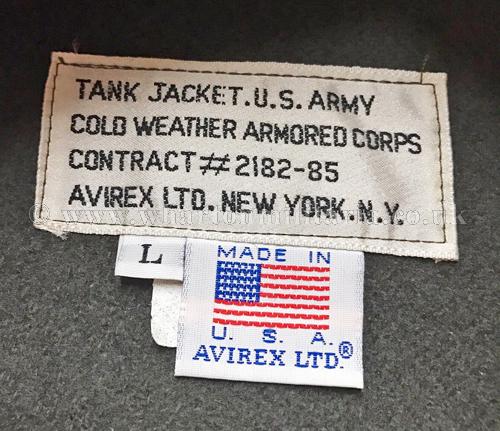 TANK JACKET.U.S. ARMY
COLD WEATHER ARMORED CORPS
CONTRACT # 2182-85
AVIREX LTD. NEW YORK. N.Y.
L
MADE IN
U. S. A.
AVIREX LTD.®